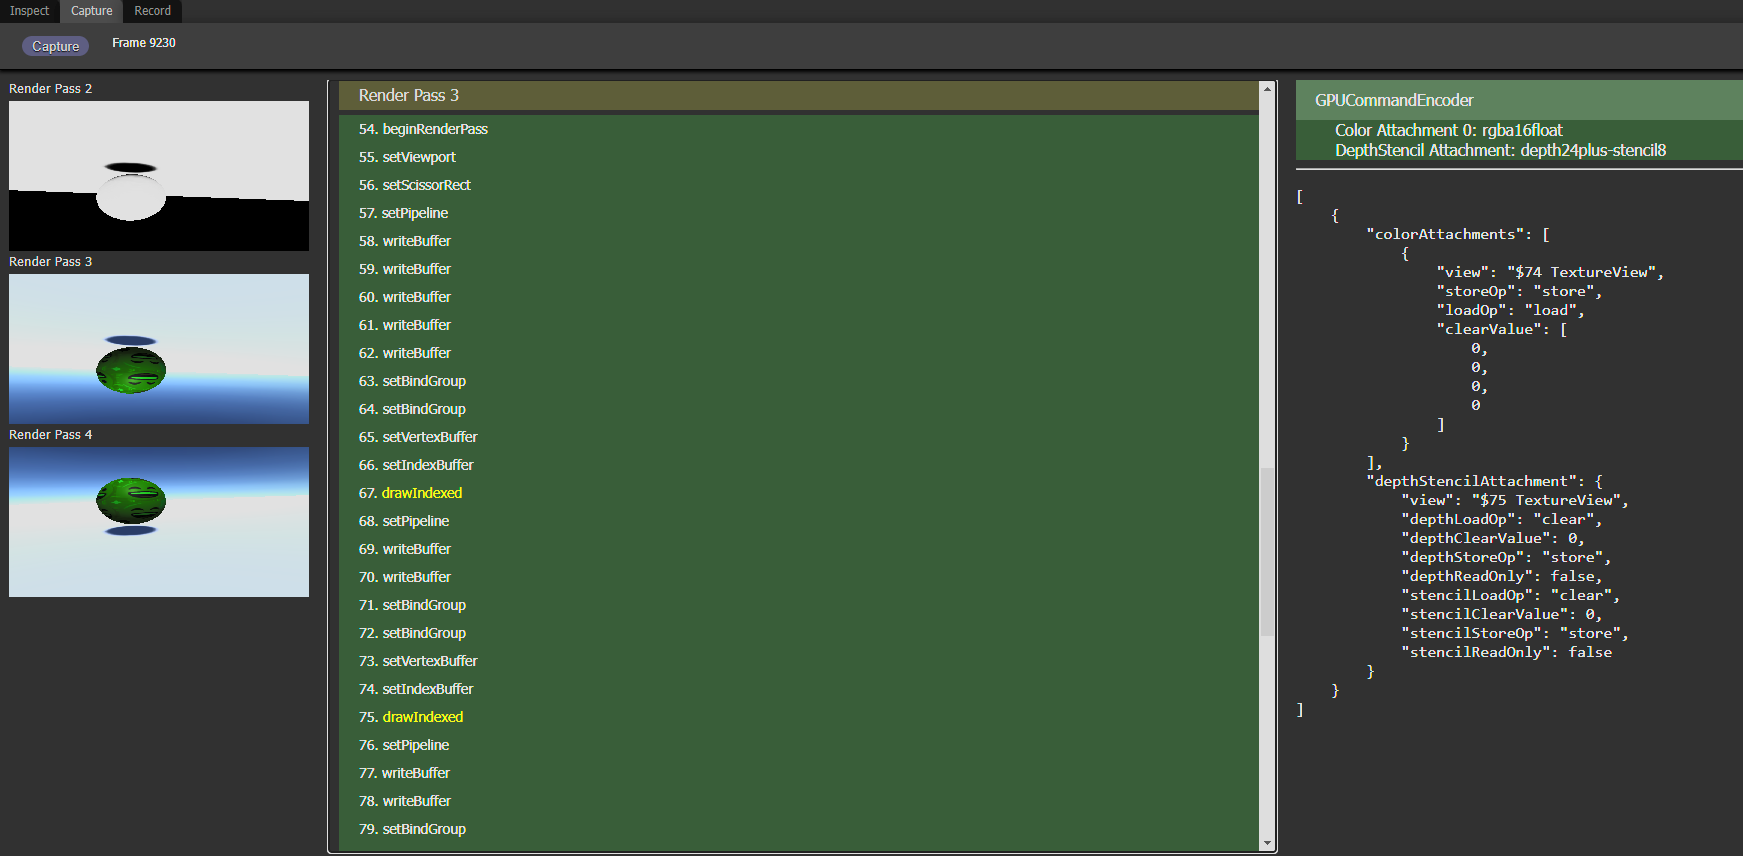 Inspect Capture Record
Capture Frame 9230
Render Pass 2
Render Pass 3
Render Pass 4
Render Pass 3
54. beginRenderPass
55. setViewport
56. setScissorRect
57. setPipeline
58. writeBuffer
59. writeBuffer
60. writeBuffer
61. writeBuffer
62. writeBuffer
63. setBindGroup
64. setBindGroup
65. setVertexBuffer
66. setIndexBuffer
67. drawIndexed
68. setPipeline
69. writeBuffer
70. writeBuffer
71. setBindGroup
72. setBindGroup
73. setVertexBuffer
74. setIndexBuffer
75. drawIndexed
76. setPipeline
77. writeBuffer
78. writeBuffer
79. setBindGroup
GPUCommandEncoder
Color Attachment 0: rgba16float
DepthStencil Attachment: depth24plus-stencil8
[
{
"colorAttachments": [
{
"view": "$74 TextureView",
"storeOp": "store",
"loadOp": "load",
"clearValue": [
0,
0,
0,
0
]
}
],
"depthStencilAttachment": {
"view": "$75 TextureView",
"depthLoadOp": "clear",
"depthClearValue": 0,
"depthStoreOp": "store",
"depthReadOnly": false,
"stencilLoadOp": "clear",
"stencilClearValue": 0,
"stencilStoreOp": "store",
"stencilReadOnly": false
}
}
]